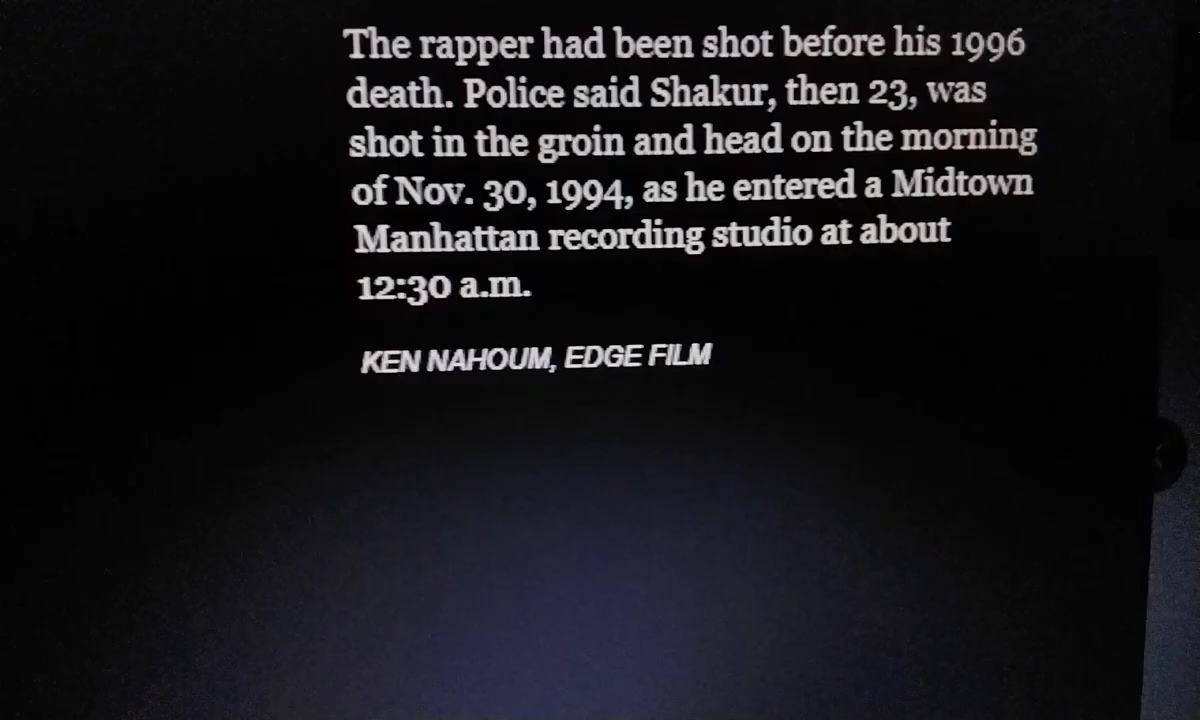 The rapper had been shot before his 1996
death. Police said Shakur, then 23, was
shot in the groin and head on the morning
of Nov. 30, 1994, as he entered a Midtown
Manhattan recording studio at about
12:30 a.m.
KEN NAHOUM, EDGE FILM